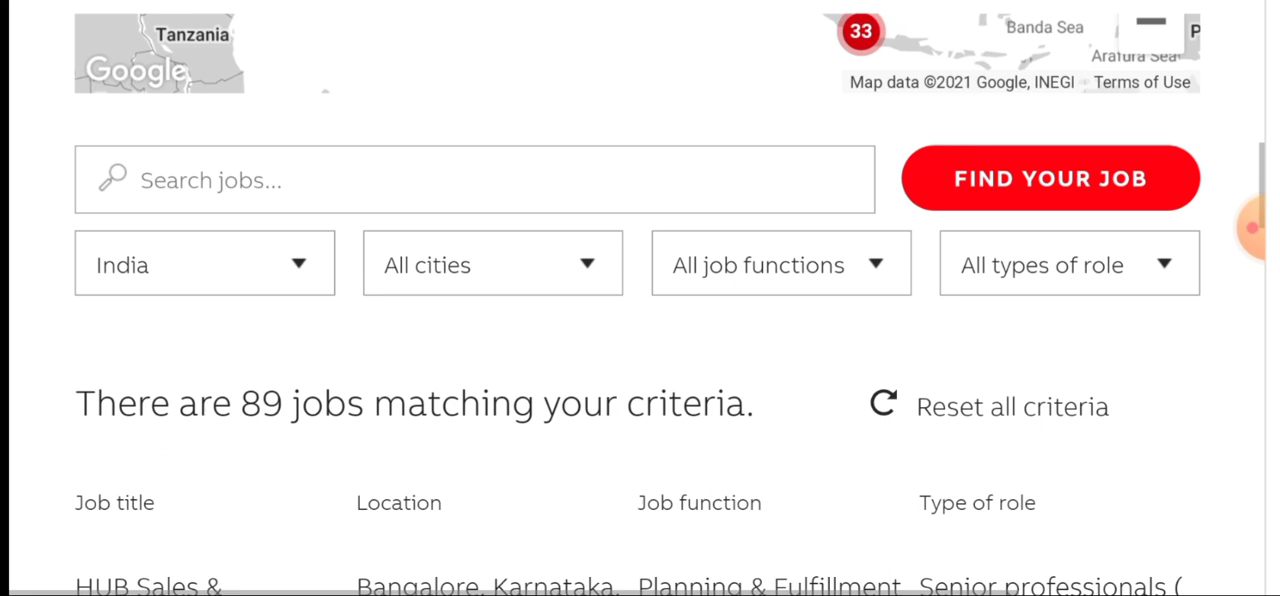 Tanzania
Google
33
Banda Sea
P
Arafura Sea
Map data ©2021 Google, INEGI
Terms of Use
Search jobs...
FIND YOUR JOB
India
All cities
All job functions
All types of role
There are 89 jobs matching your criteria.
Reset all criteria
Job title
Location
Job function
Type of role
HUB Sales &
Bangalore, Karnataka,
Planning & Fulfillment
Senior professionals (